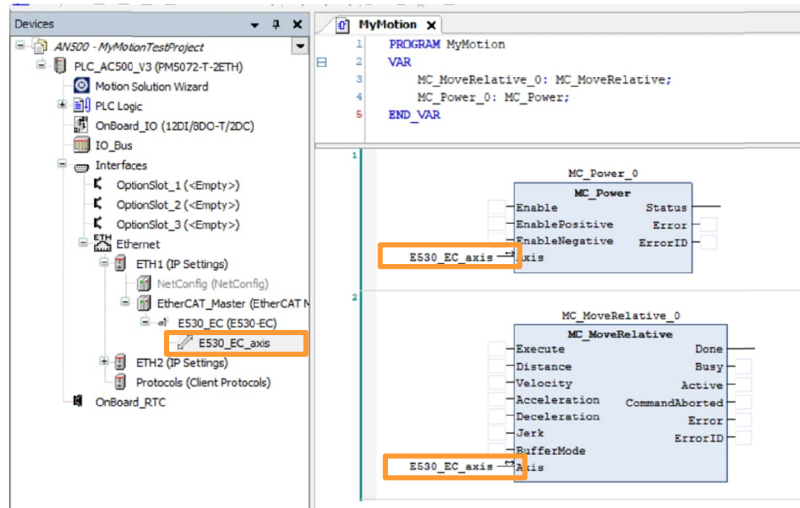 Devices
AN500 - MyMotionTestProject
PLC_AC500_V3 (PM5072-T-2ETH)
Motion Solution Wizard
PLC Logic
OnBoard_IO (12DI/8DO-T/2DC)
IO_Bus
Interfaces
OptionSlot_1 (<Empty>)
OptionSlot_2 (<Empty>)
OptionSlot_3 (<Empty>)
ETH
Ethernet
ETH1 (IP Settings)
NetConfig (NetConfig)
EtherCAT_Master (EtherCAT M
E530_EC (E530-EC)
E530_EC_axis
ETH2 (IP Settings)
Protocols (Client Protocols)
OnBoard_RTC
MyMotion X
1 PROGRAM MyMotion
2 VAR
3 MC_MoveRelative_0: MC_MoveRelative;
4 MC_Power_0: MC_Power;
5 END_VAR
1
MC_Power_0
MC_Power
Enable Status
EnablePositive Error
EnableNegative ErrorID
E530_EC_axis Axis
2
MC_MoveRelative_0
MC_MoveRelative
Execute Done
Distance Busy
Velocity Active
Acceleration CommandAborted
Deceleration Error
Jerk ErrorID
BufferMode
E530_EC_axis Axis